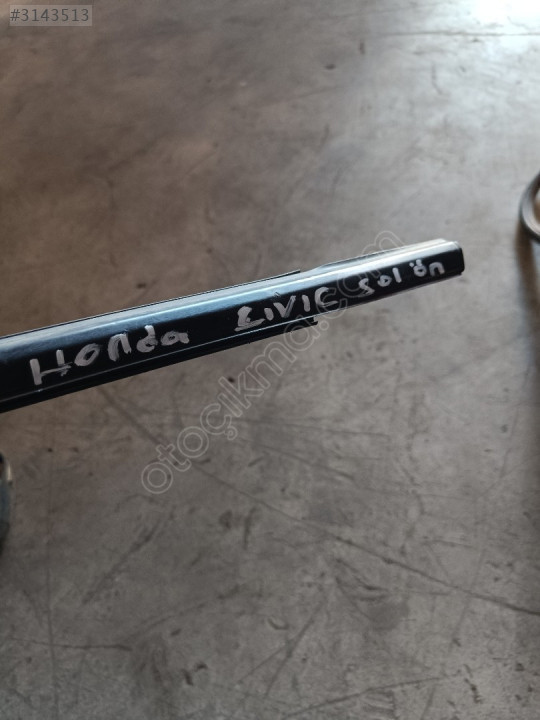 #3143513
HONda CIVIC Sol ön
otoçıkma.com